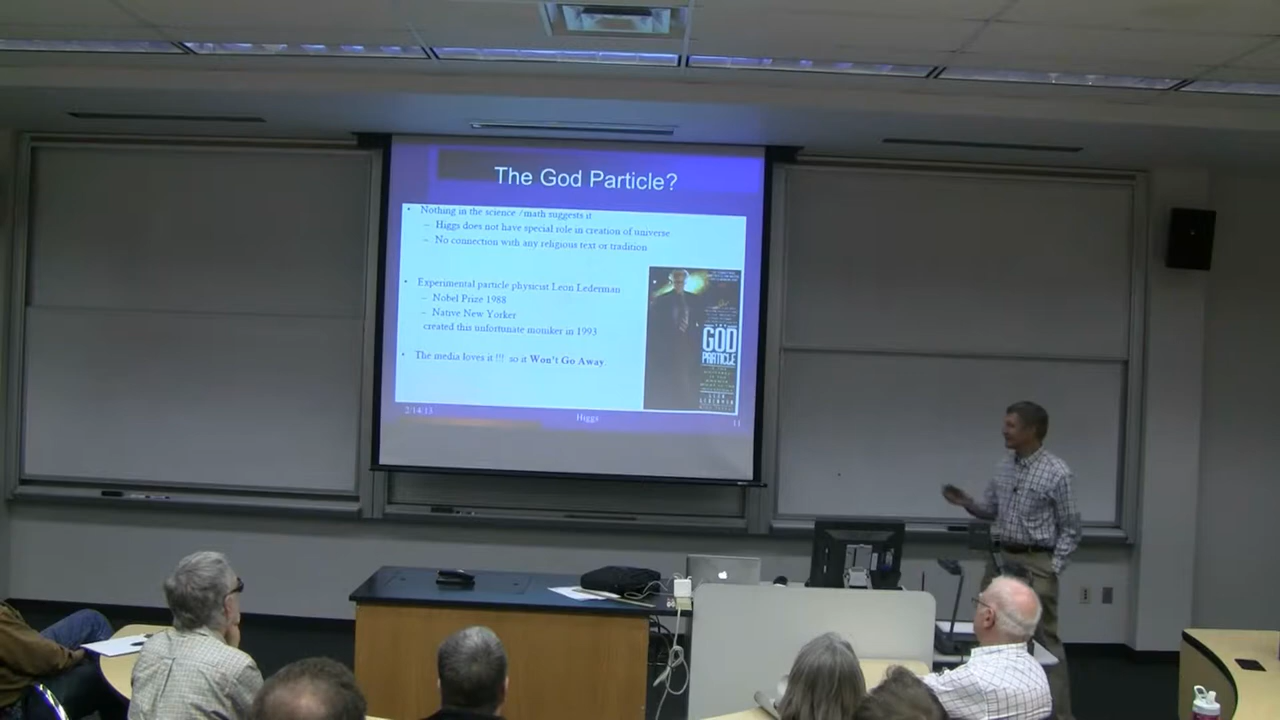 The God Particle?
• Nothing in the science /math suggests it
– Higgs does not have special role in creation of universe
– No connection with any religious text or tradition
• Experimental particle physicist Leon Lederman
– Nobel Prize 1988
– Native New Yorker
created this unfortunate moniker in 1993
THE
GOD
PARTICLE
• The media loves it !!! so it Won't Go Away.
LEON
LEDERMAN
2/14/13
Higgs
11